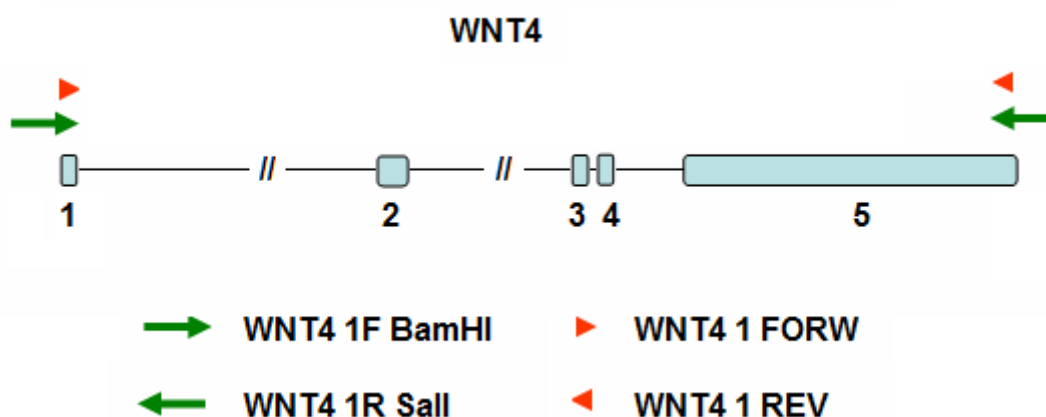 WNT4
// //
1 2 3 4 5
WNT4 1F BamHI WNT4 1 FORW
WNT4 1R SalI WNT4 1 REV